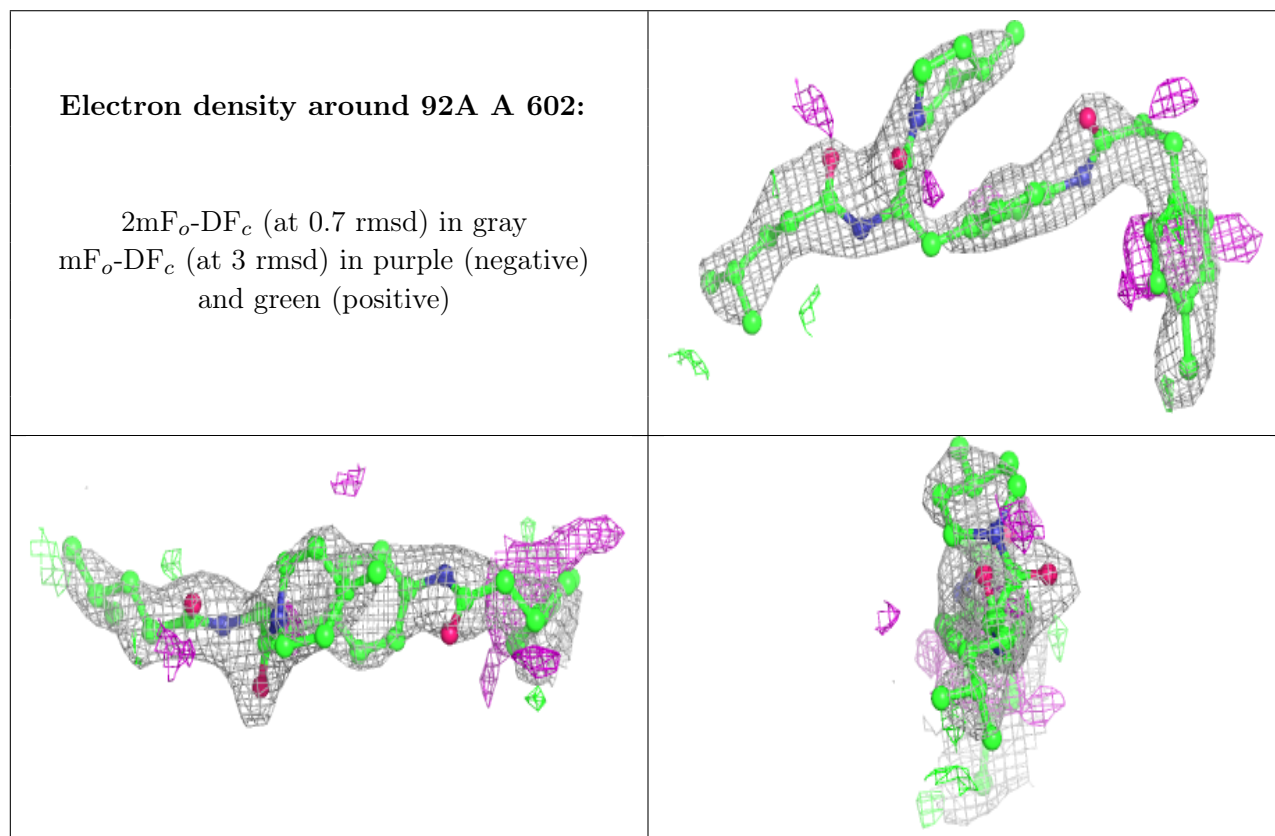 Electron density around 92A A 602:
2mFo-DFc (at 0.7 rmsd) in gray
mFo-DFc (at 3 rmsd) in purple (negative)
and green (positive)